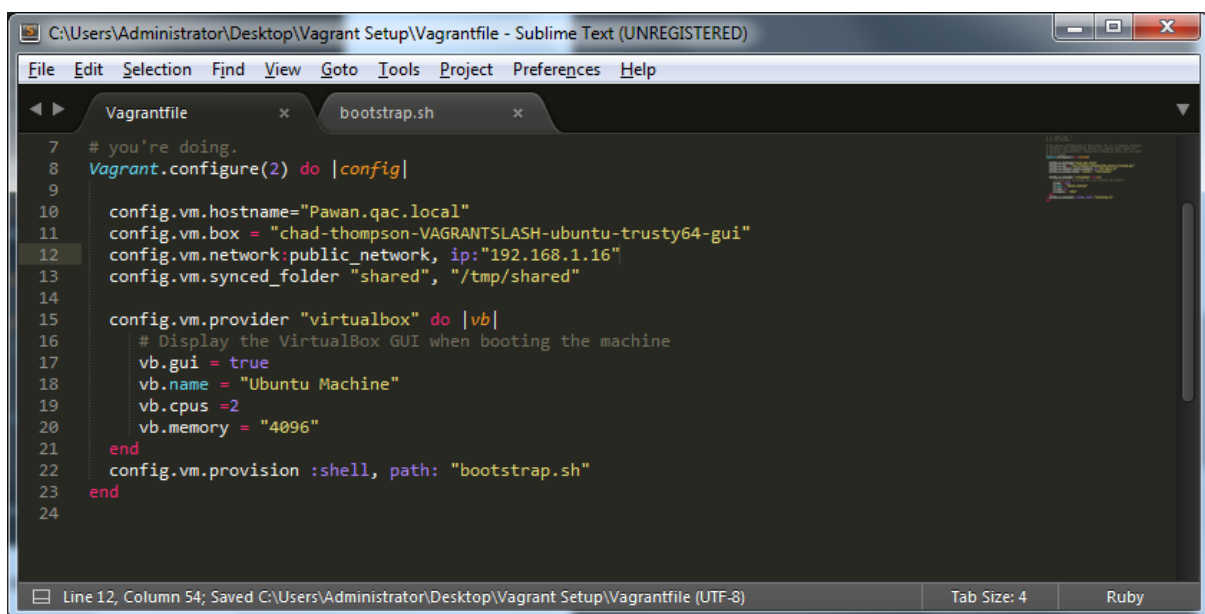 C:\Users\Administrator\Desktop\Vagrant Setup\Vagrantfile - Sublime Text (UNREGISTERED)
File Edit Selection Find View Goto Tools Project Preferences Help
Vagrantfile × bootstrap.sh ×
7 # you're doing.
8 Vagrant.configure(2) do |config|
9
10 config.vm.hostname="Pawan.qac.local"
11 config.vm.box = "chad-thompson-VAGRANTSLASH-ubuntu-trusty64-gui"
12 config.vm.network:public_network, ip:"192.168.1.16"
13 config.vm.synced_folder "shared", "/tmp/shared"
14
15 config.vm.provider "virtualbox" do |vb|
16 # Display the VirtualBox GUI when booting the machine
17 vb.gui = true
18 vb.name = "Ubuntu Machine"
19 vb.cpus =2
20 vb.memory = "4096"
21 end
22 config.vm.provision :shell, path: "bootstrap.sh"
23 end
24
Line 12, Column 54; Saved C:\Users\Administrator\Desktop\Vagrant Setup\Vagrantfile (UTF-8) Tab Size: 4 Ruby